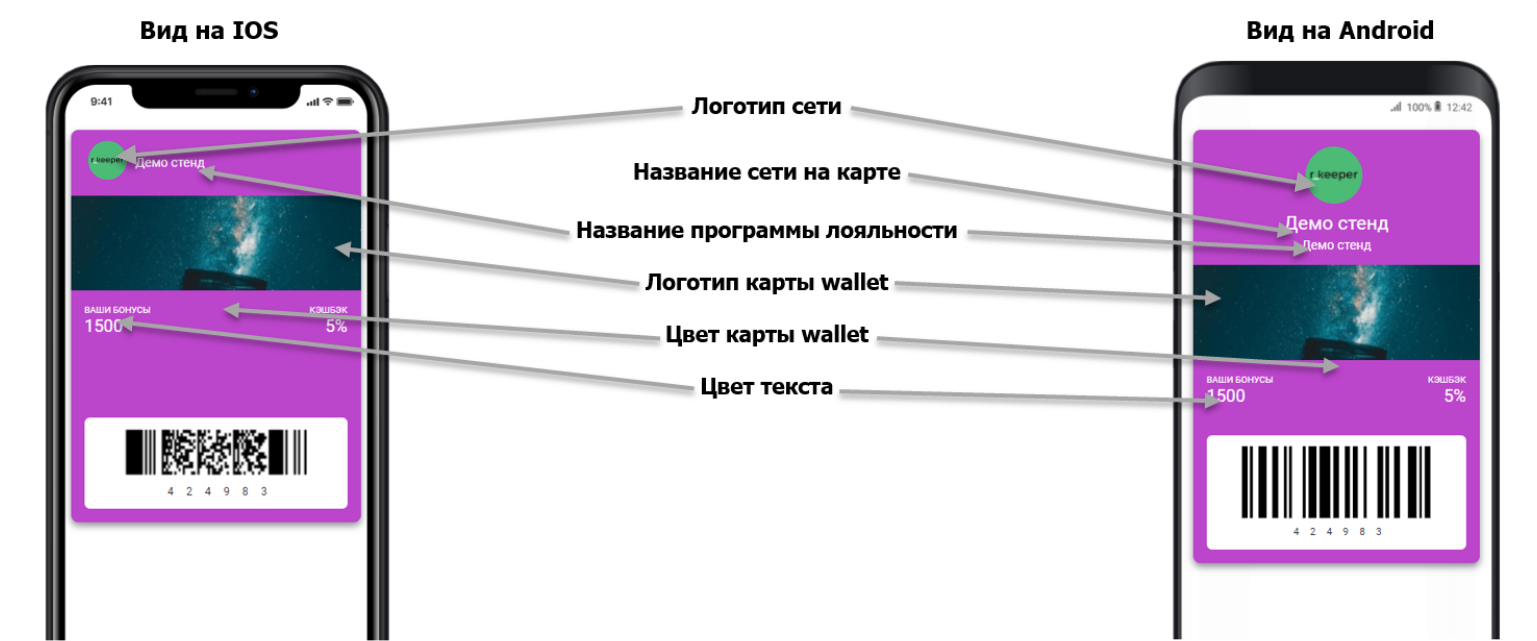 Вид на IOS
Вид на Android
9:41
r_keeper
Демо стенд
ВАШИ БОНУСЫ
КЭШБЭК
1500
5%
4 2 4 9 8 3
Логотип сети
Название сети на карте
Название программы лояльности
Логотип карты wallet
Цвет карты wallet
Цвет текста
100% 12:42
r_keeper
Демо стенд
Демо стенд
ВАШИ БОНУСЫ
КЭШБЭК
1500
5%
4 2 4 9 8 3